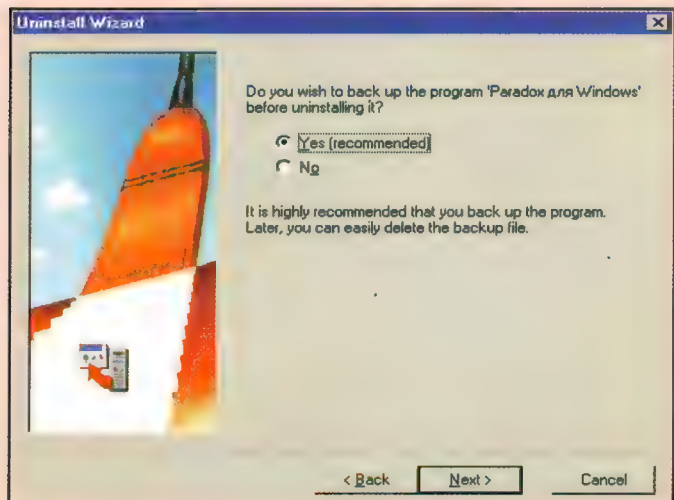 Uninstall Wizard
Do you wish to back up the program 'Paradox для Windows'
before uninstalling it?
Yes (recommended)
No
It is highly recommended that you back up the program.
Later, you can easily delete the backup file.
< Back
Next >
Cancel